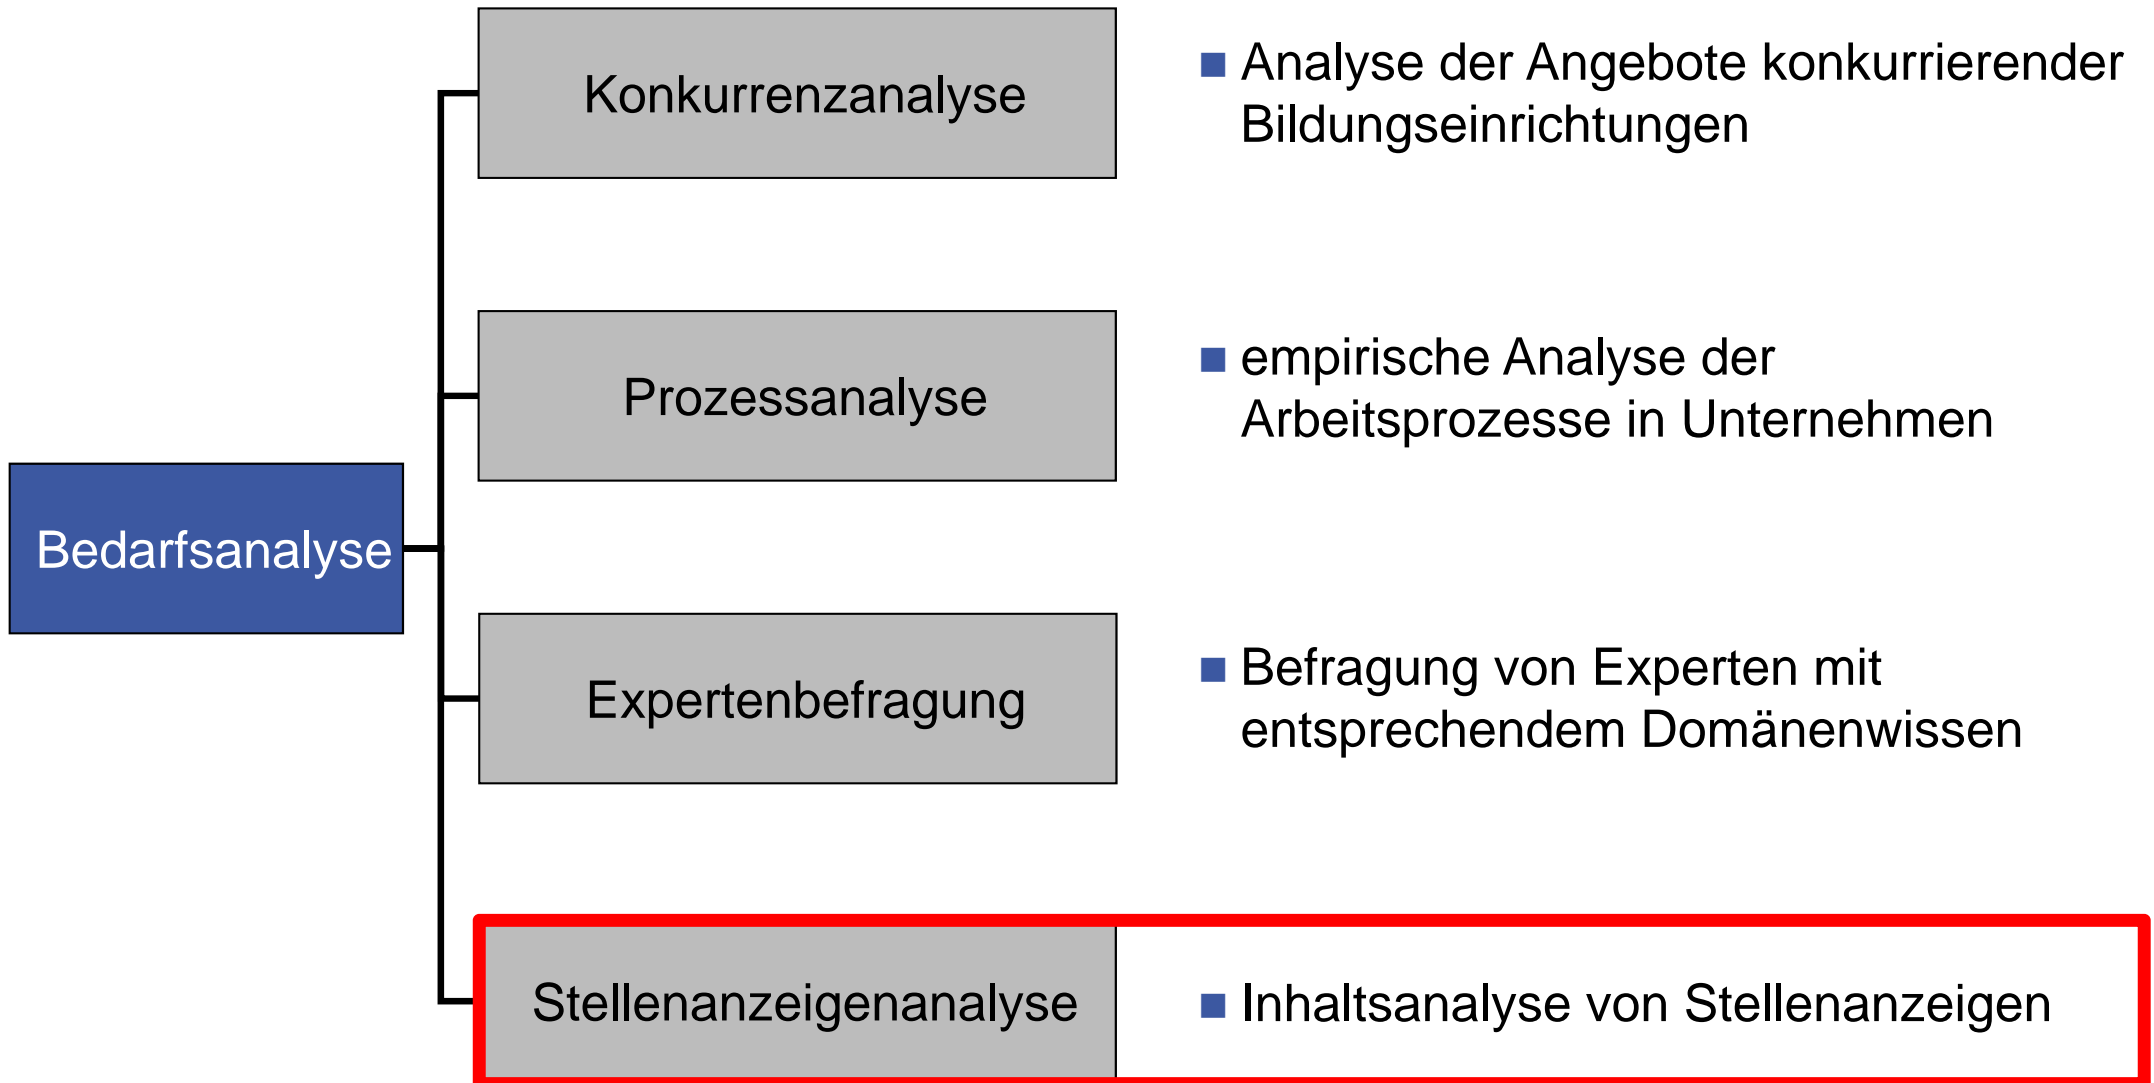 Konkurrenzanalyse
Analyse der Angebote konkurrierender
Bildungseinrichtungen
Prozessanalyse
empirische Analyse der
Arbeitsprozesse in Unternehmen
Bedarfsanalyse
Expertenbefragung
Befragung von Experten mit
entsprechendem Domänenwissen
Stellenanzeigenanalyse
Inhaltsanalyse von Stellenanzeigen